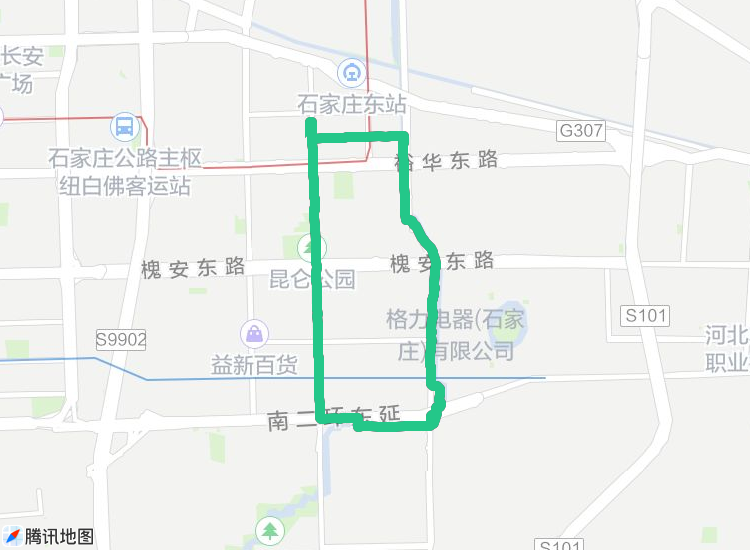 长安
广场
石家庄东站
G307
石家庄公路主枢
纽白佛客运站
裕华东路
槐安东路
槐安东路
昆仑公园
S101
格力电器(石家
庄)有限公司
S9902
河北
职业
益新百货
南二环东延
腾讯地图
S101